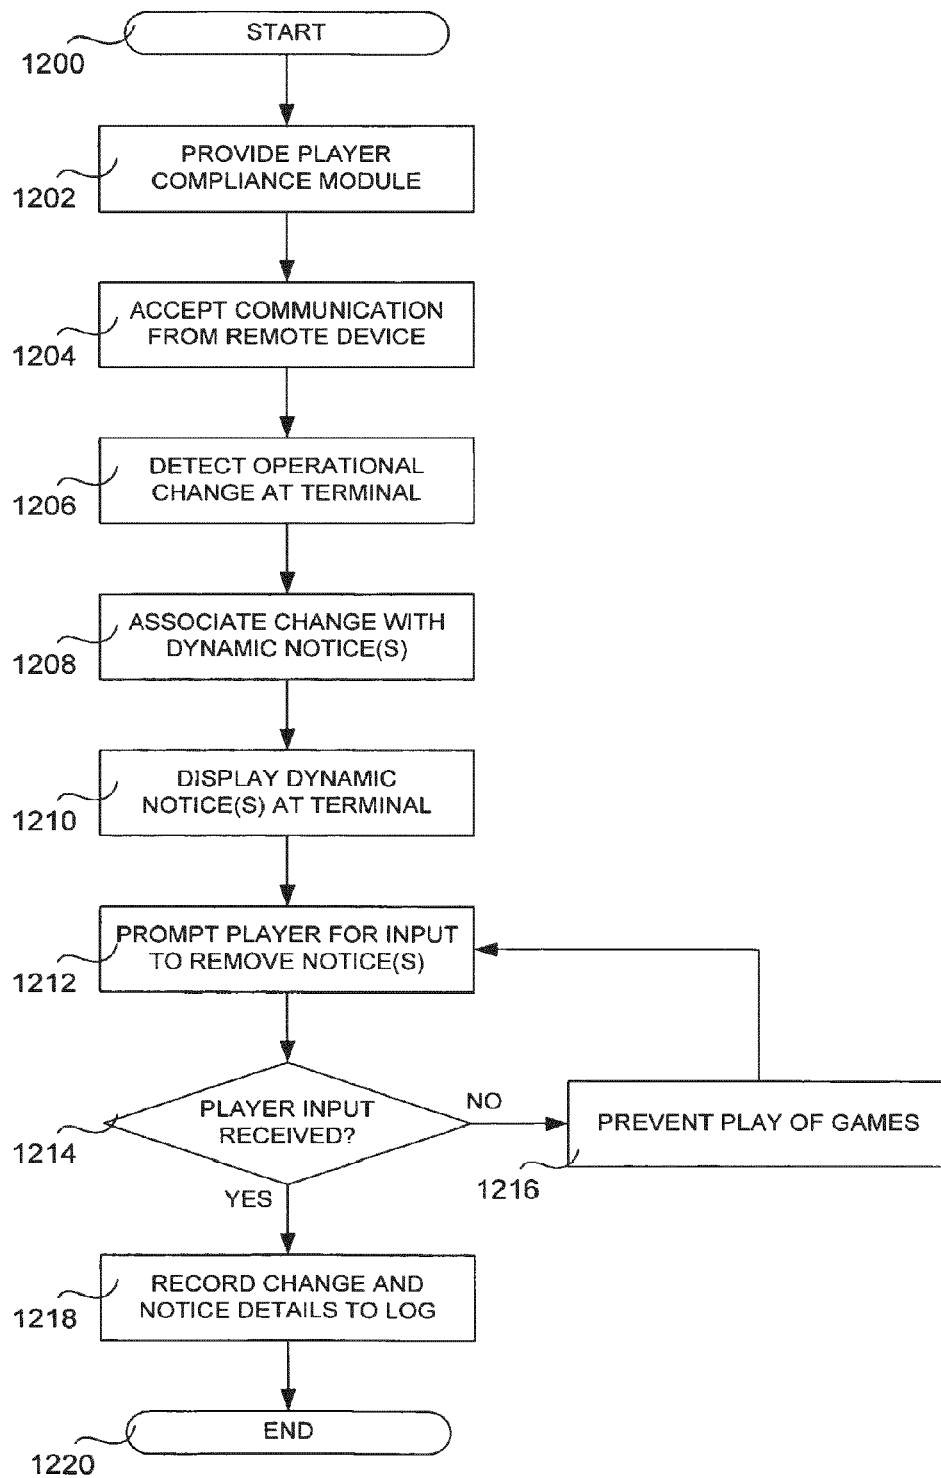 START
1200
PROVIDE PLAYER
COMPLIANCE MODULE
1202
ACCEPT COMMUNICATION
FROM REMOTE DEVICE
1204
DETECT OPERATIONAL
CHANGE AT TERMINAL
1206
ASSOCIATE CHANGE WITH
DYNAMIC NOTICE(S)
1208
DISPLAY DYNAMIC
NOTICE(S) AT TERMINAL
1210
PROMPT PLAYER FOR INPUT
TO REMOVE NOTICE(S)
1212
PLAYER INPUT
RECEIVED?
1214
NO
PREVENT PLAY OF GAMES
1216
YES
RECORD CHANGE AND
NOTICE DETAILS TO LOG
1218
END
1220